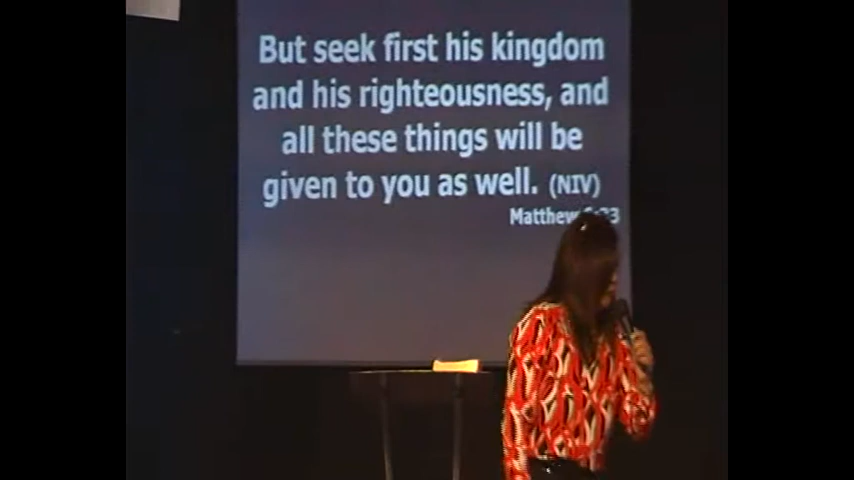 But seek first his kingdom
and his righteousness, and
all these things will be
given to you as well. (NIV)
Matthew